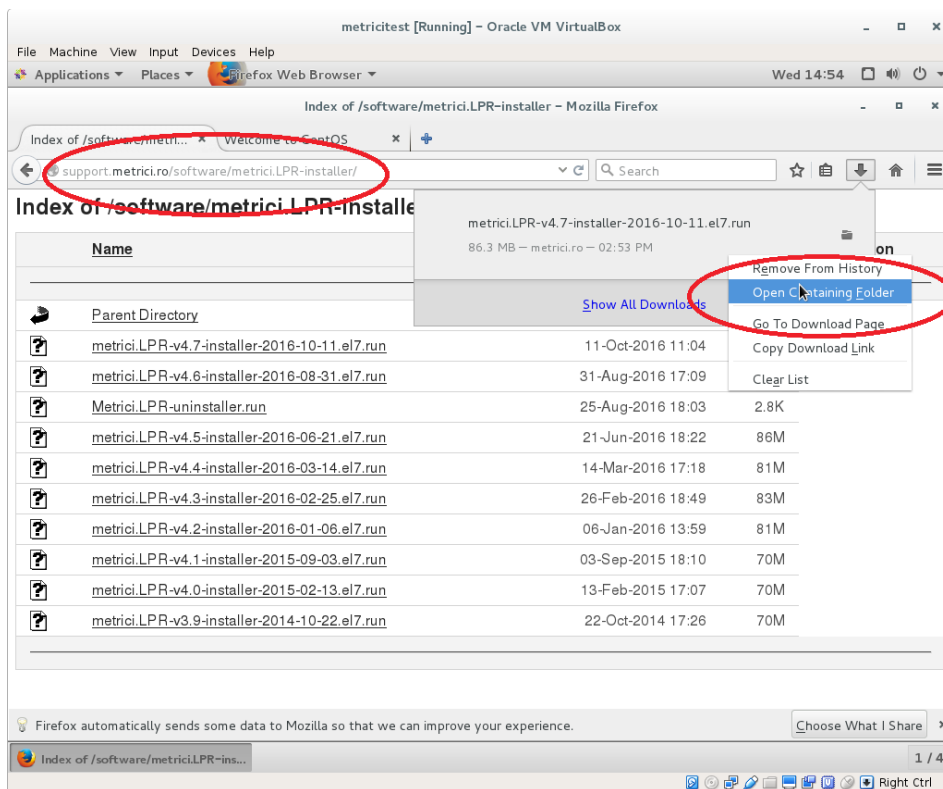 metricitest [Running] - Oracle VM VirtualBox
File Machine View Input Devices Help
Applications Places Firefox Web Browser Wed 14:54
Index of /software/metrici.LPR-installer - Mozilla Firefox
Index of /software/metri... Welcome to CentOS
support.metrici.ro/software/metrici.LPR-installer/ Search
Index of /software/metrici.LPR-installe
metrici.LPR-v4.7-installer-2016-10-11.el7.run
86.3 MB — metrici.ro — 02:53 PM
Show All Downloads
Remove From History
Open Containing Folder
Go To Download Page
Copy Download Link
Clear List
Name on
Parent Directory
metrici.LPR-v4.7-installer-2016-10-11.el7.run 11-Oct-2016 11:04
metrici.LPR-v4.6-installer-2016-08-31.el7.run 31-Aug-2016 17:09
Metrici.LPR-uninstaller.run 25-Aug-2016 18:03 2.8K
metrici.LPR-v4.5-installer-2016-06-21.el7.run 21-Jun-2016 18:22 86M
metrici.LPR-v4.4-installer-2016-03-14.el7.run 14-Mar-2016 17:18 81M
metrici.LPR-v4.3-installer-2016-02-25.el7.run 26-Feb-2016 18:49 83M
metrici.LPR-v4.2-installer-2016-01-06.el7.run 06-Jan-2016 13:59 81M
metrici.LPR-v4.1-installer-2015-09-03.el7.run 03-Sep-2015 18:10 70M
metrici.LPR-v4.0-installer-2015-02-13.el7.run 13-Feb-2015 17:07 70M
metrici.LPR-v3.9-installer-2014-10-22.el7.run 22-Oct-2014 17:26 70M
Firefox automatically sends some data to Mozilla so that we can improve your experience. Choose What I Share
Index of /software/metrici.LPR-ins... 1 / 4
Right Ctrl